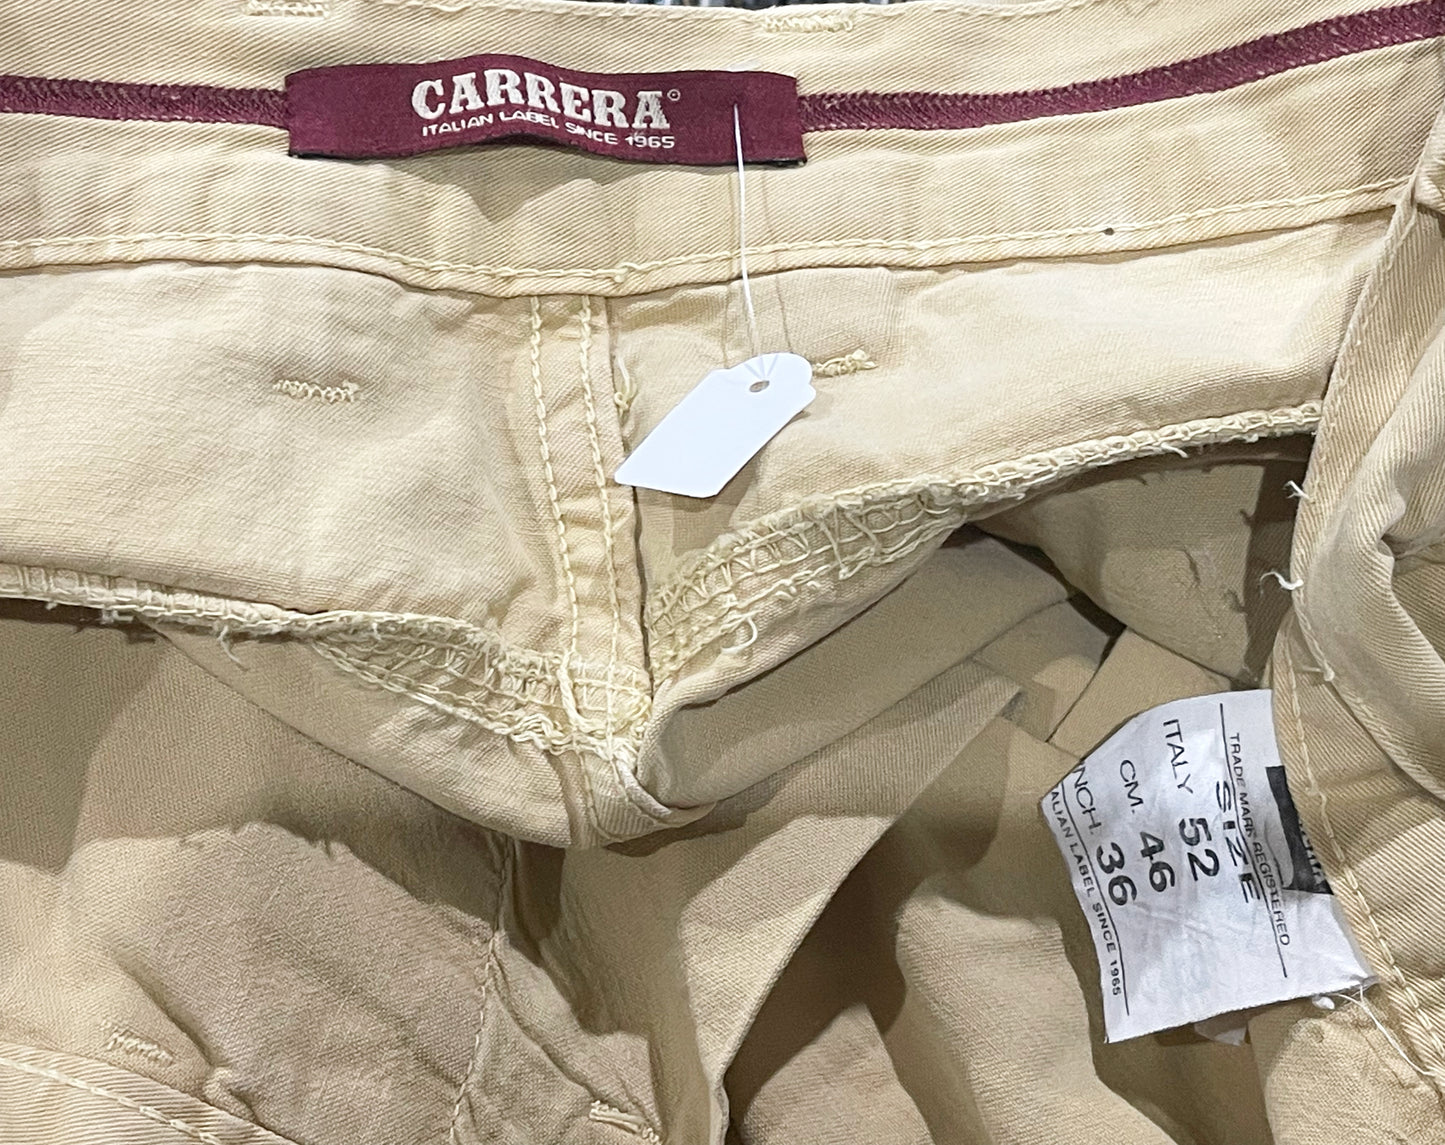 CARRERA®
ITALIAN LABEL SINCE 1965
TRADE MARK REGISTERED
SIZE
ITALY 52
CM. 46
INCH. 36
ITALIAN LABEL SINCE 1965